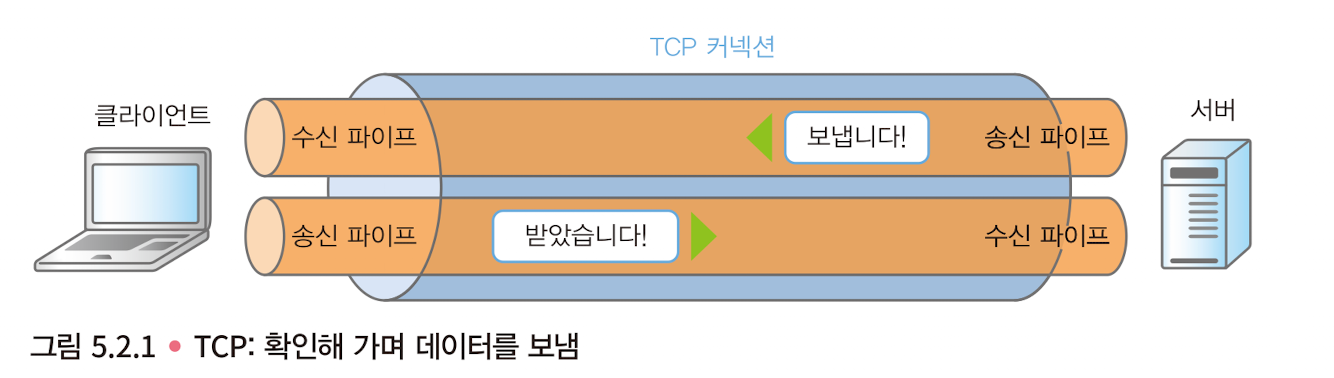 TCP 커넥션
클라이언트
서버
수신 파이프
보냅니다!
송신 파이프
송신 파이프
받았습니다!
수신 파이프
그림 5.2.1 • TCP: 확인해 가며 데이터를 보냄